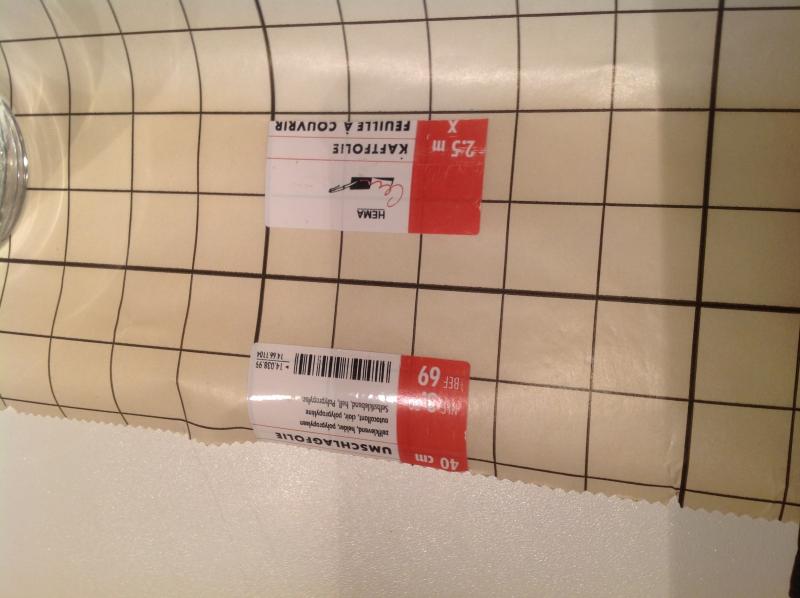 HEMA
KAFTFOLIE
FEUILLE À COUVRIR
2.5 m
X
40 cm
UMSCHLAGFOLIE
zelfklevend, helder, polypropyleen
autocollant, clair, polypropylène
Selbstklebend, hell, Polypropylen
BEF 69
14.038.99
14 66 1104